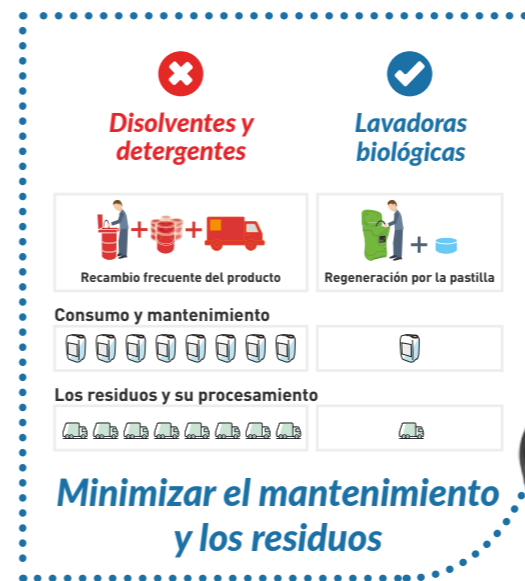 Disolventes y
detergentes
Lavadoras
biológicas
Recambio frecuente del producto
Regeneración por la pastilla
Consumo y mantenimiento
Los residuos y su procesamiento
Minimizar el mantenimiento
y los residuos